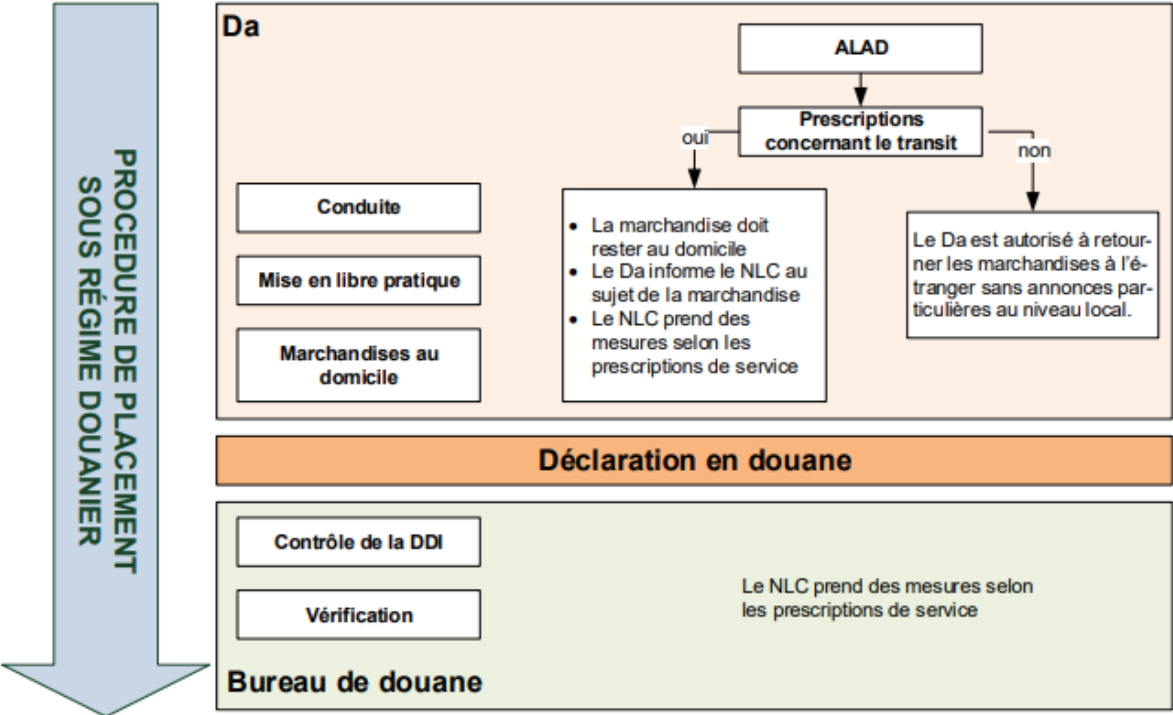 PROCEDURE DE PLACEMENT
SOUS RÉGIME DOUANIER
Da
ALAD
Prescriptions
concernant le transit
oui
non
Conduite
Mise en libre pratique
Marchandises au
domicile
• La marchandise doit
rester au domicile
• Le Da informe le NLC au
sujet de la marchandise
• Le NLC prend des
mesures selon les
prescriptions de service
Le Da est autorisé à retour-
ner les marchandises à l'é-
tranger sans annonces par-
ticulières au niveau local.
Déclaration en douane
Contrôle de la DDI
Vérification
Le NLC prend des mesures selon
les prescriptions de service
Bureau de douane